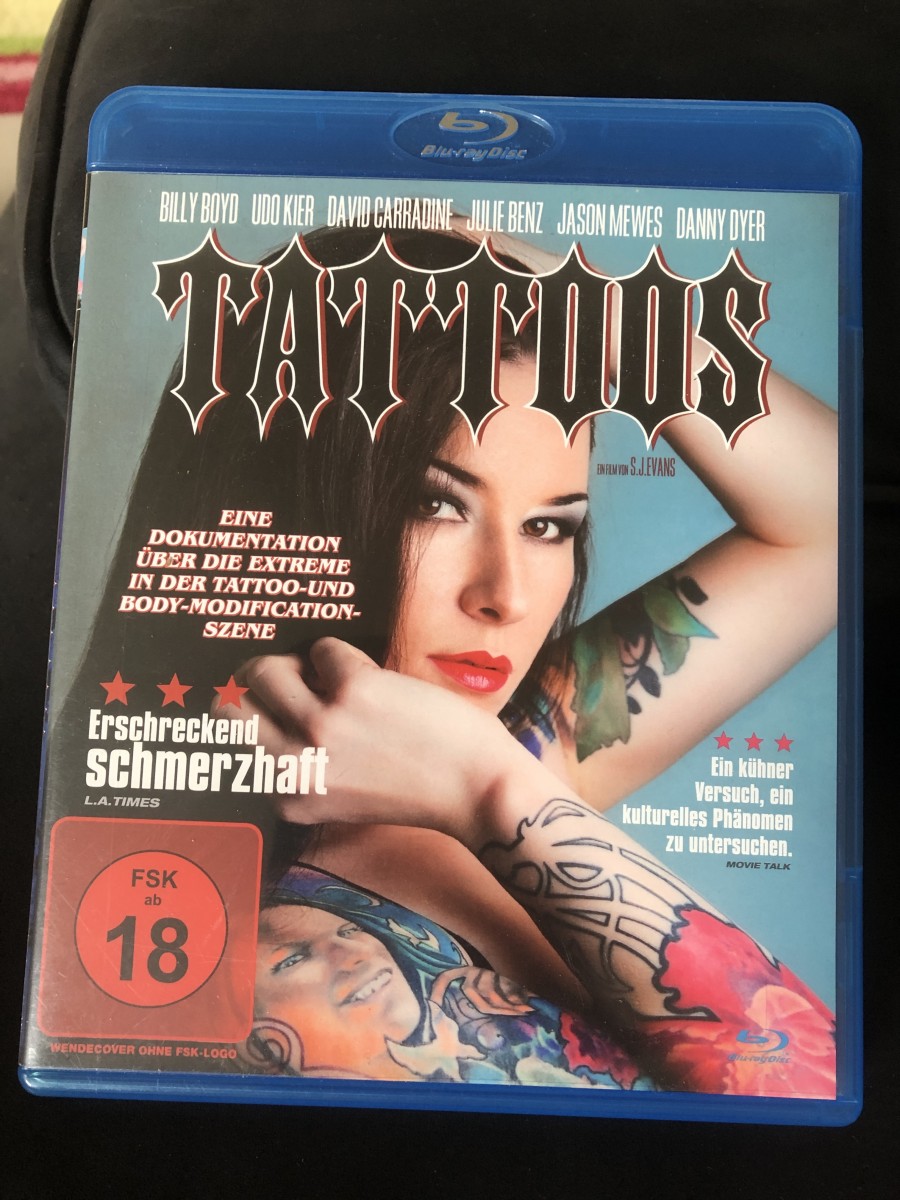 Blu-ray Disc
BILLY BOYD UDO KIER DAVID CARRADINE JULIE BENZ JASON MEWES DANNY DYER
TATTOOS
EIN FILM VON S.J.EVANS
EINE
DOKUMENTATION
ÜBER DIE EXTREME
IN DER TATTOO-UND
BODY-MODIFICATION-
SZENE
Erschreckend
schmerzhaft
L.A.TIMES
Ein kühner
Versuch, ein
kulturelles Phänomen
zu untersuchen.
MOVIE TALK
FSK
ab
18
WENDECOVER OHNE FSK-LOGO
Blu-ray Disc